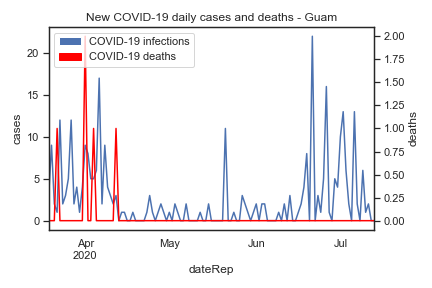 New COVID-19 daily cases and deaths - Guam
COVID-19 infections
COVID-19 deaths
cases
20
15
10
5
0
2.00
1.75
1.50
1.25
1.00
0.75
0.50
0.25
0.00
deaths
Apr
2020
May
Jun
Jul
dateRep